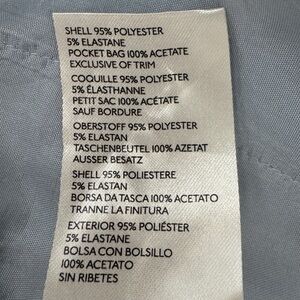 SHELL 95% POLYESTER
5% ELASTANE
POCKET BAG 100% ACETATE
EXCLUSIVE OF TRIM
COQUILLE 95% POLYESTER
5% ÉLASTHANNE
PETIT SAC 100% ACÉTATE
SAUF BORDURE
OBERSTOFF 95% POLYESTER
5% ELASTAN
TASCHENBEUTEL 100% AZETAT
AUSSER BESATZ
SHELL 95% POLIESTERE
5% ELASTAN
BORSA DA TASCA 100% ACETATO
TRANNE LA FINITURA
EXTERIOR 95% POLIÉSTER
5% ELASTANE
BOLSA CON BOLSILLO
100% ACETATO
SIN RIBETES